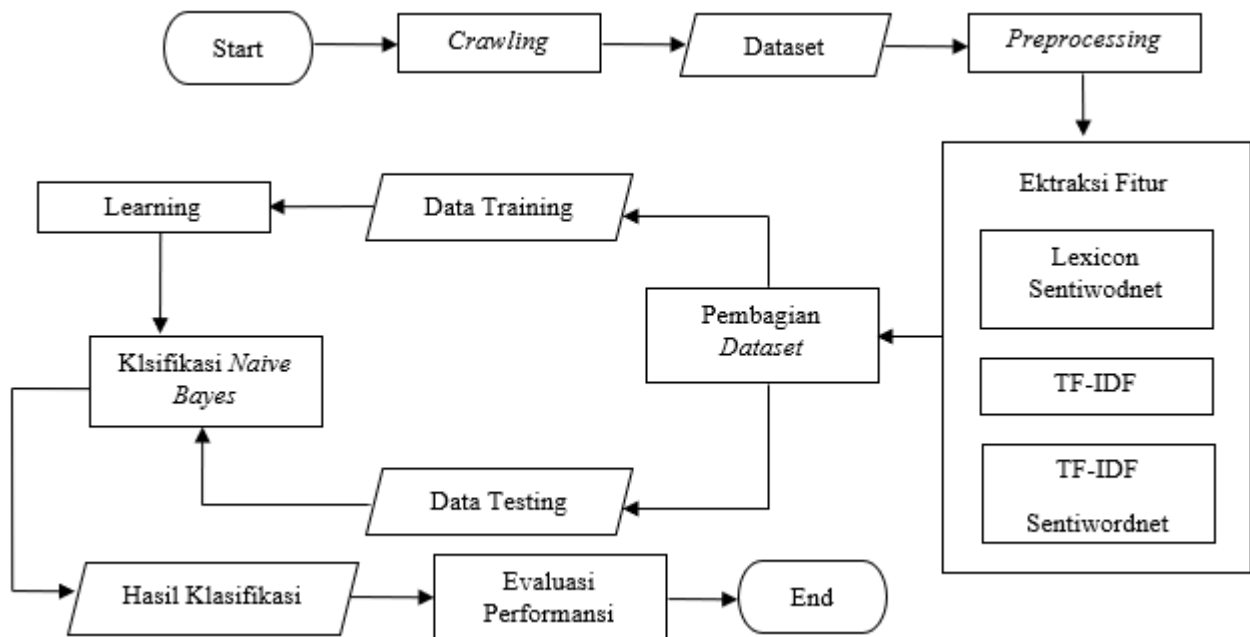 Start
Crawling
Dataset
Preprocessing
Ektraksi Fitur
Lexicon
Sentiwodnet
TF-IDF
TF-IDF
Sentiwordnet
Pembagian
Dataset
Data Training
Learning
Klsifikasi Naive
Bayes
Data Testing
Hasil Klasifikasi
Evaluasi
Performansi
End